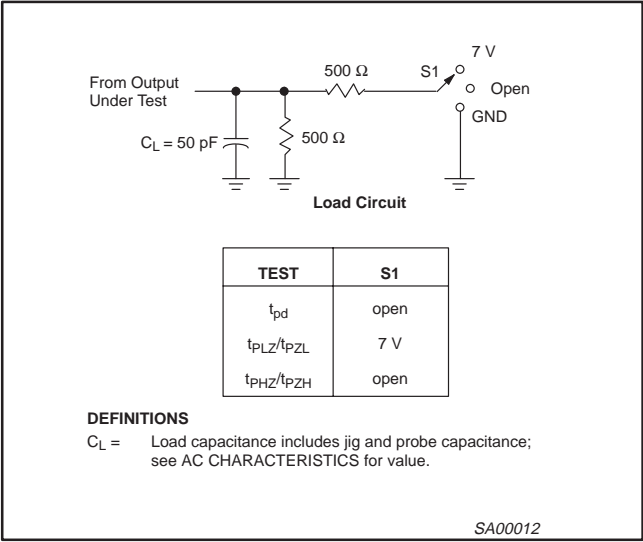 7 V
500 Ω
S1
From Output
Under Test
Open
GND
C_L = 50 pF
500 Ω
Load Circuit
TEST S1
t_pd open
t_PLZ/t_PZL 7 V
t_PHZ/t_PZH open
DEFINITIONS
C_L = Load capacitance includes jig and probe capacitance;
see AC CHARACTERISTICS for value.
SA00012